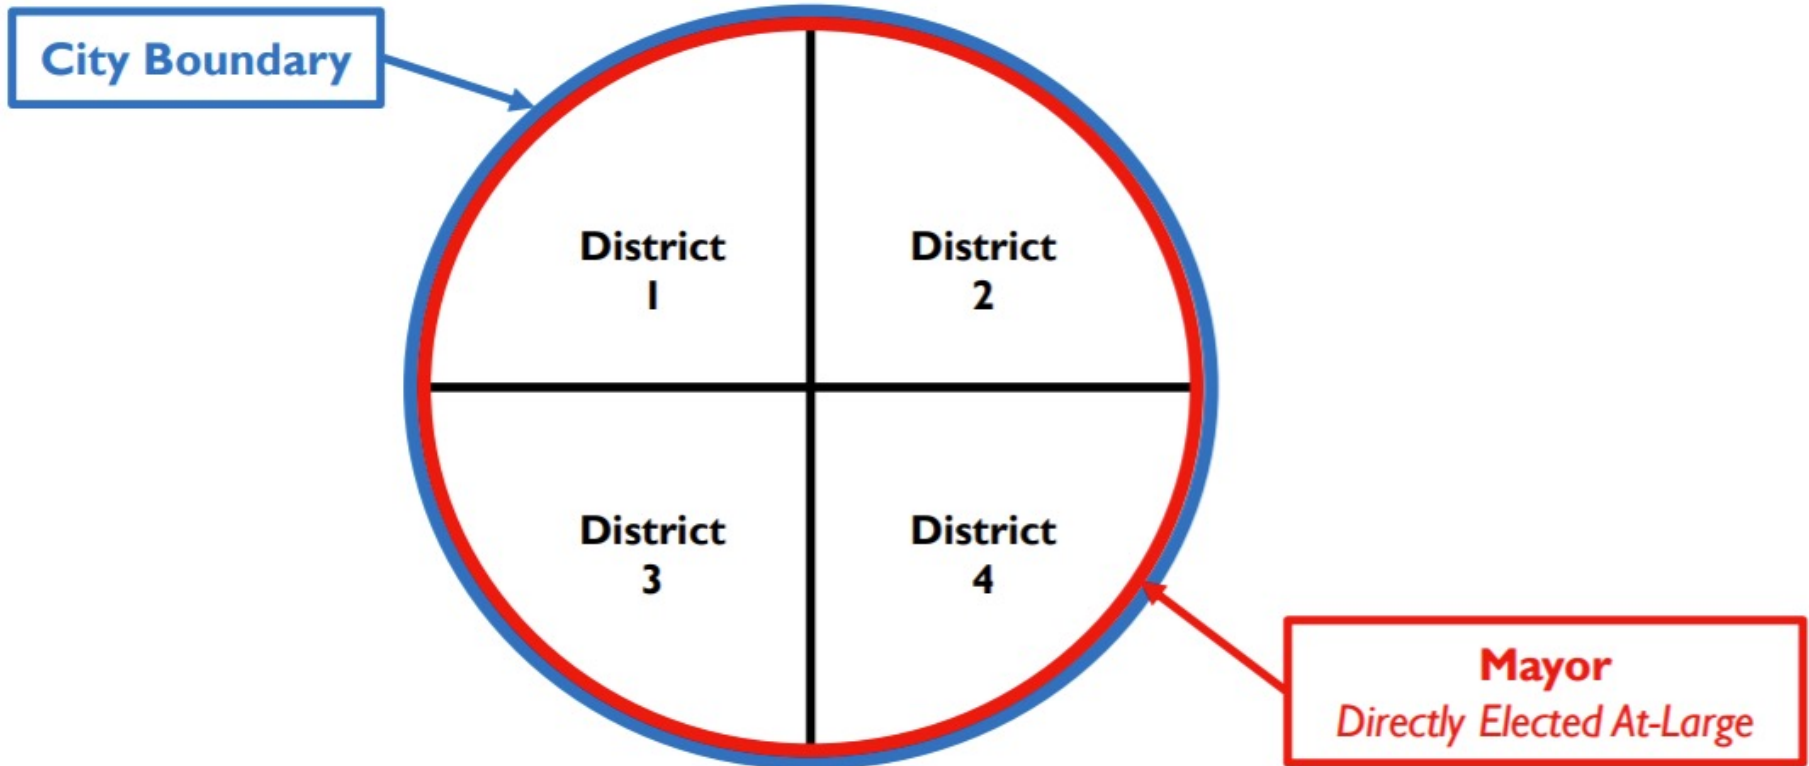 City Boundary
District
1
District
2
District
3
District
4
Mayor
Directly Elected At-Large